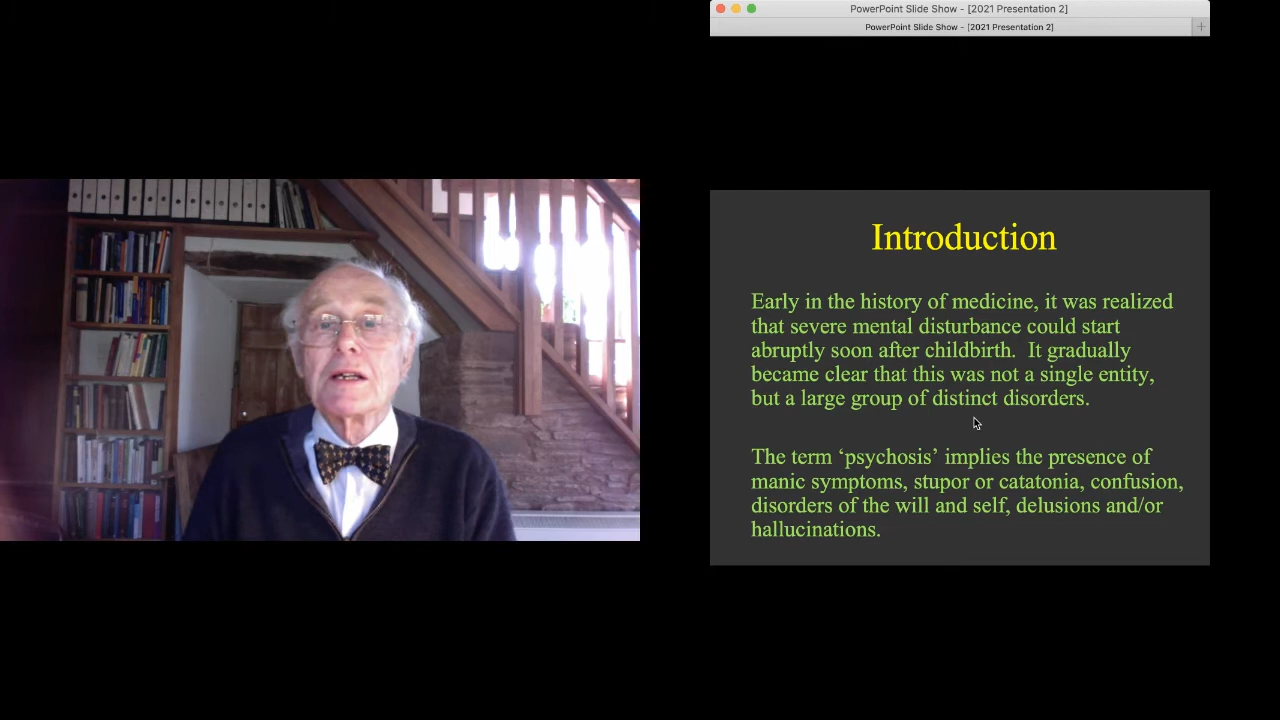 PowerPoint Slide Show - [2021 Presentation 2]
PowerPoint Slide Show - [2021 Presentation 2]
Introduction
Early in the history of medicine, it was realized
that severe mental disturbance could start
abruptly soon after childbirth.  It gradually
became clear that this was not a single entity,
but a large group of distinct disorders.
The term ‘psychosis’ implies the presence of
manic symptoms, stupor or catatonia, confusion,
disorders of the will and self, delusions and/or
hallucinations.